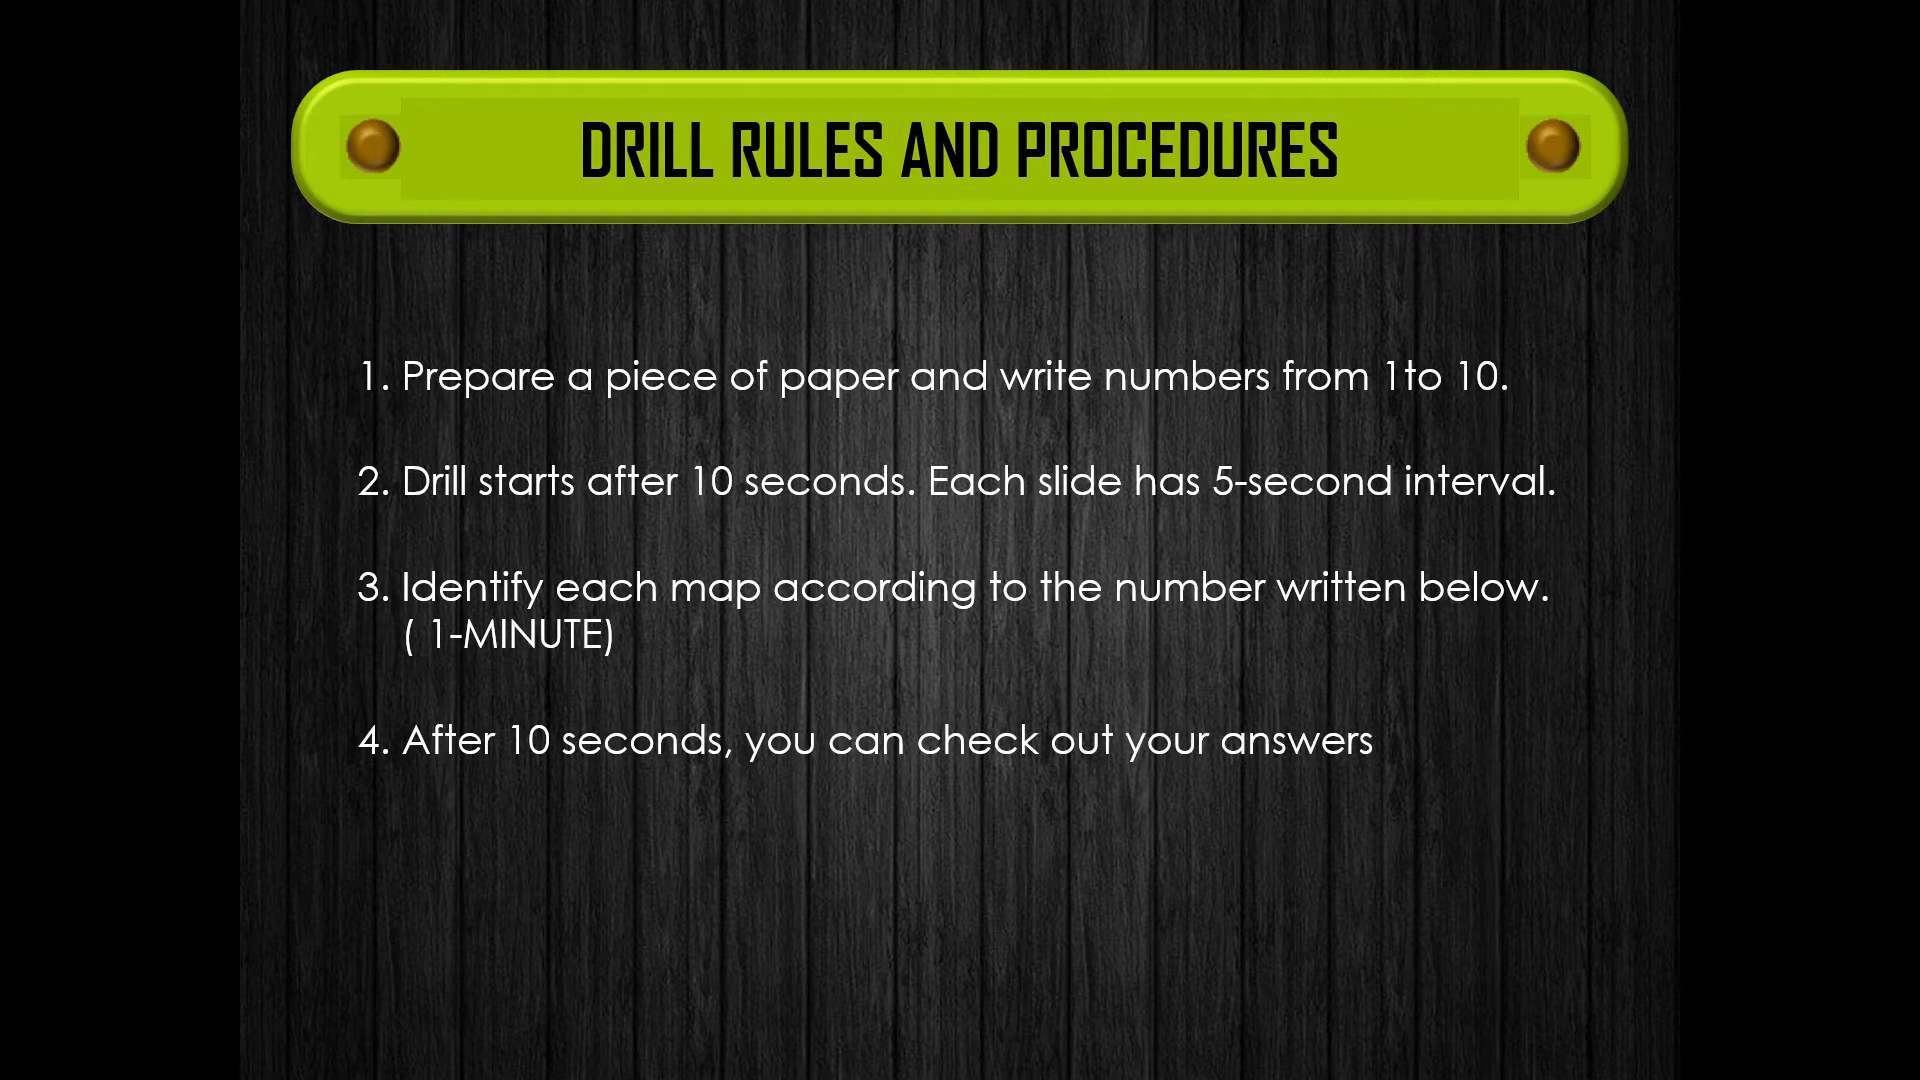 DRILL RULES AND PROCEDURES
1. Prepare a piece of paper and write numbers from 1to 10.
2. Drill starts after 10 seconds. Each slide has 5-second interval.
3. Identify each map according to the number written below.
( 1-MINUTE)
4. After 10 seconds, you can check out your answers